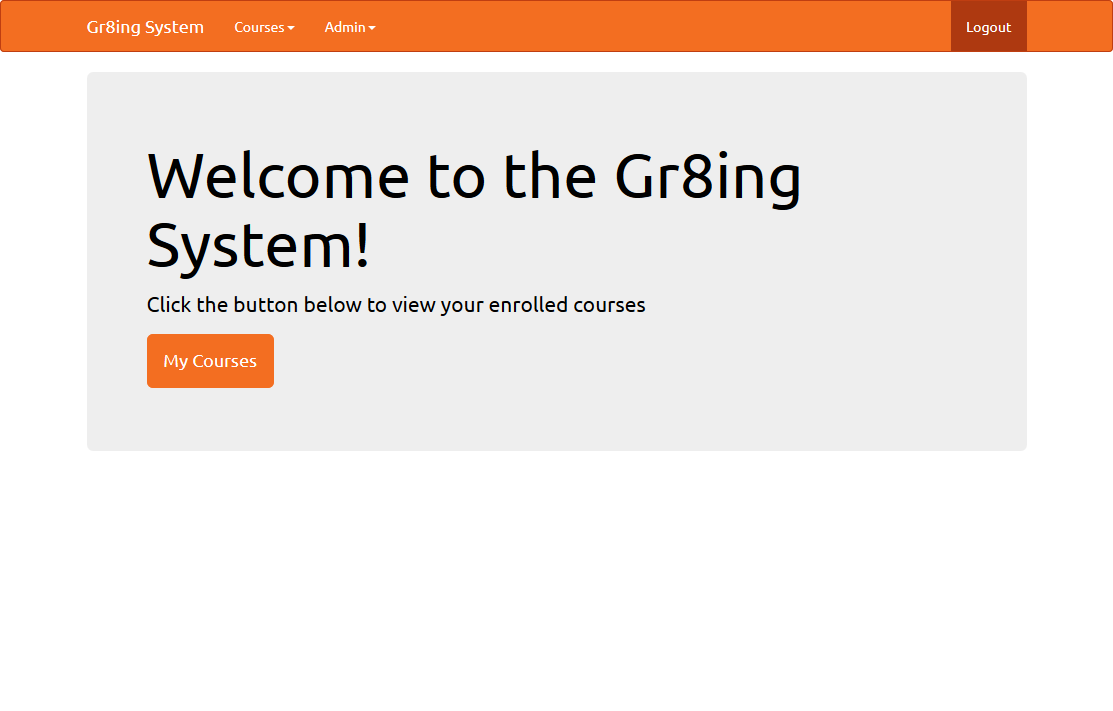 Gr8ing System Courses Admin Logout
Welcome to the Gr8ing
System!
Click the button below to view your enrolled courses
My Courses